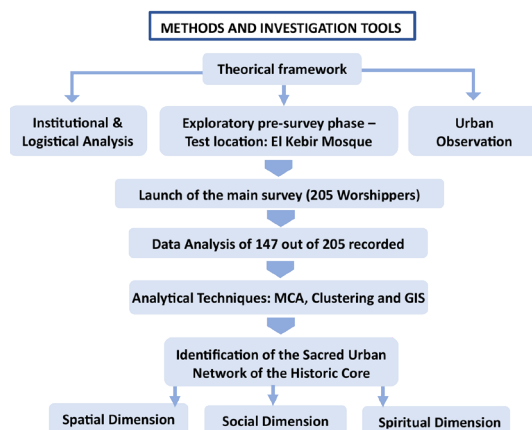 METHODS AND INVESTIGATION TOOLS
Theorical framework
Institutional &
Logistical Analysis
Exploratory pre-survey phase –
Test location: El Kebir Mosque
Urban
Observation
Launch of the main survey (205 Worshippers)
Data Analysis of 147 out of 205 recorded
Analytical Techniques: MCA, Clustering and GIS
Identification of the Sacred Urban
Network of the Historic Core
Spatial Dimension
Social Dimension
Spiritual Dimension